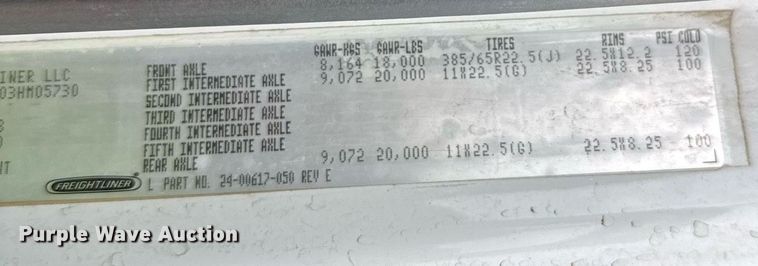 GAWR-KGS GAWR-LBS TIRES RIMS PSI COLD
INER LLC FRONT AXLE 8,164 18,000 385/65R22.5(J) 22.5X12.2 120
03HM05730 FIRST INTERMEDIATE AXLE 9,072 20,000 11X22.5(G) 22.5X8.25 100
SECOND INTERMEDIATE AXLE
THIRD INTERMEDIATE AXLE
FOURTH INTERMEDIATE AXLE
FIFTH INTERMEDIATE AXLE
REAR AXLE 9,072 20,000 11X22.5(G) 22.5X8.25 100
FREIGHTLINER L PART NO. 24-00617-050 REV E
Purple Wave Auction